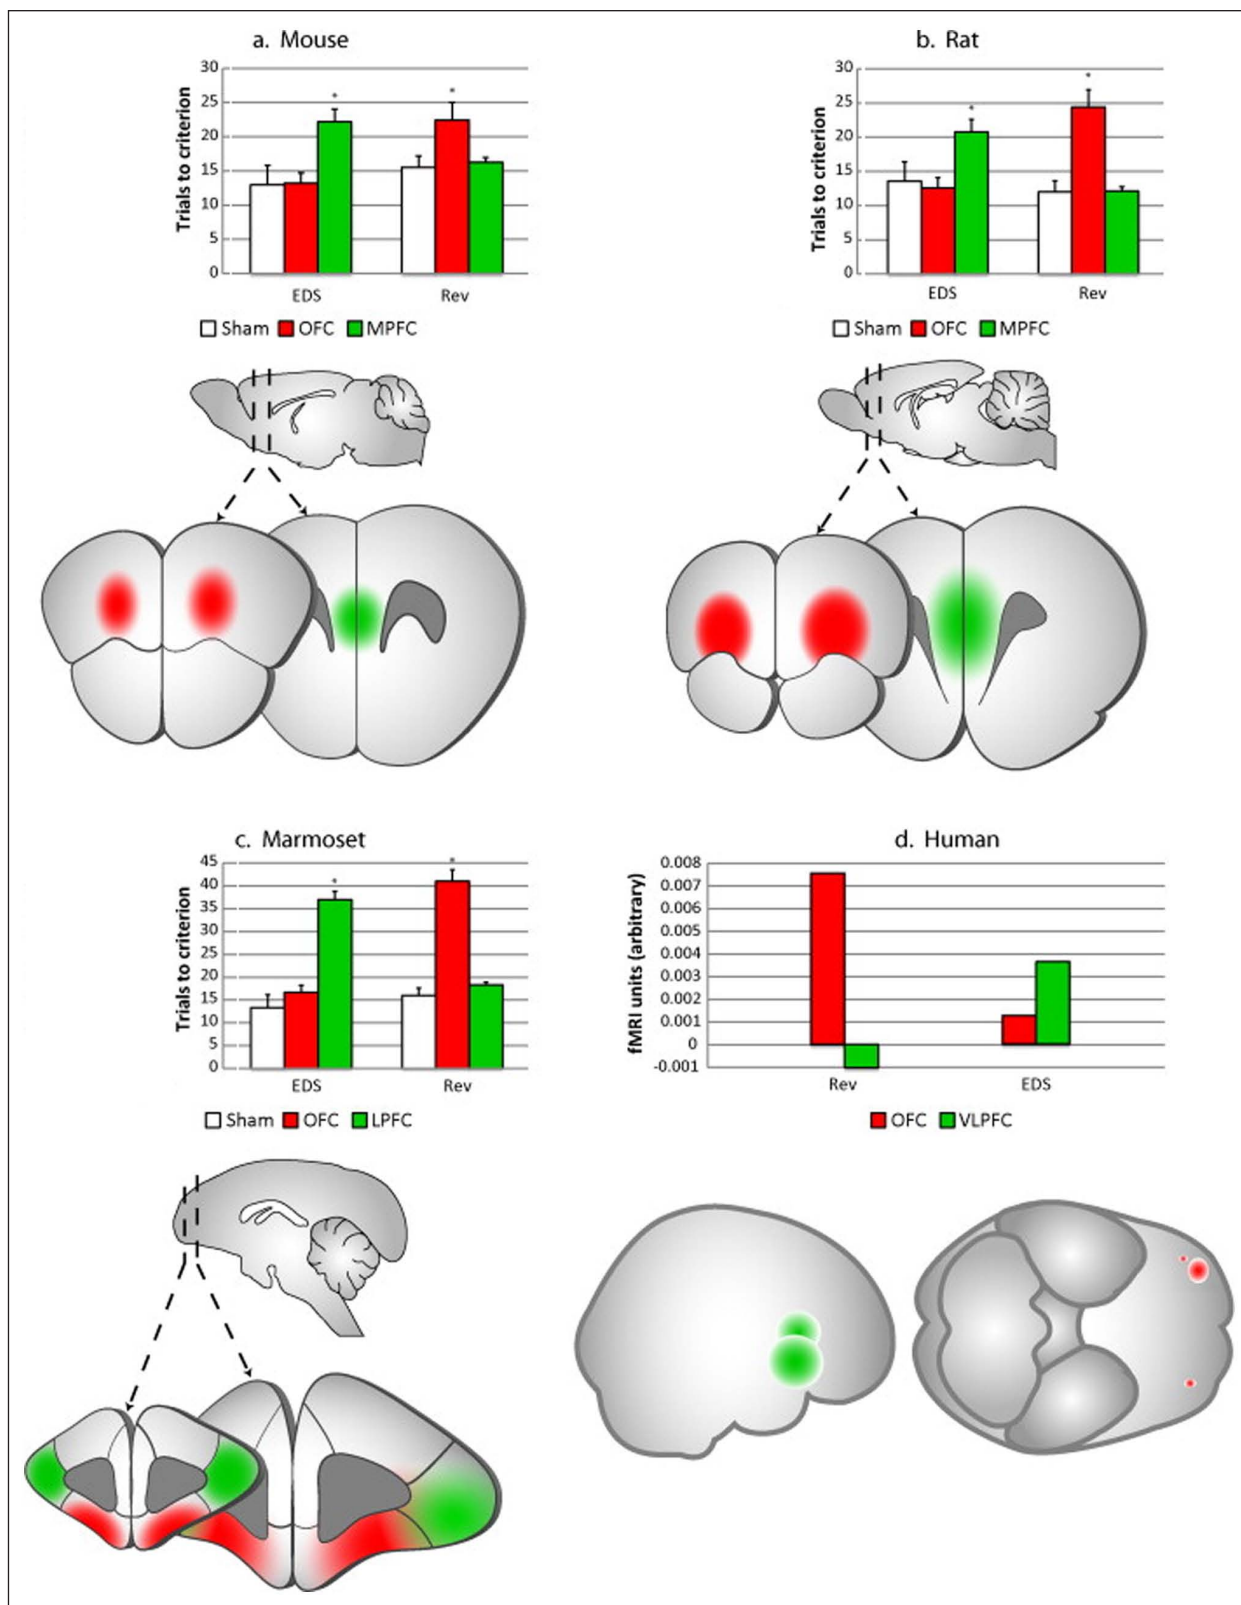 a. Mouse
30
25
20
15
10
5
0
Trials to criterion
* *
EDS Rev
Sham OFC MPFC
b. Rat
30
25
20
15
10
5
0
Trials to criterion
* *
EDS Rev
Sham OFC MPFC
c. Marmoset
45
40
35
30
25
20
15
10
5
0
Trials to criterion
* *
EDS Rev
Sham OFC LPFC
d. Human
0.008
0.007
0.006
0.005
0.004
0.003
0.002
0.001
0
-0.001
fMRI units (arbitrary)
Rev EDS
OFC VLPFC